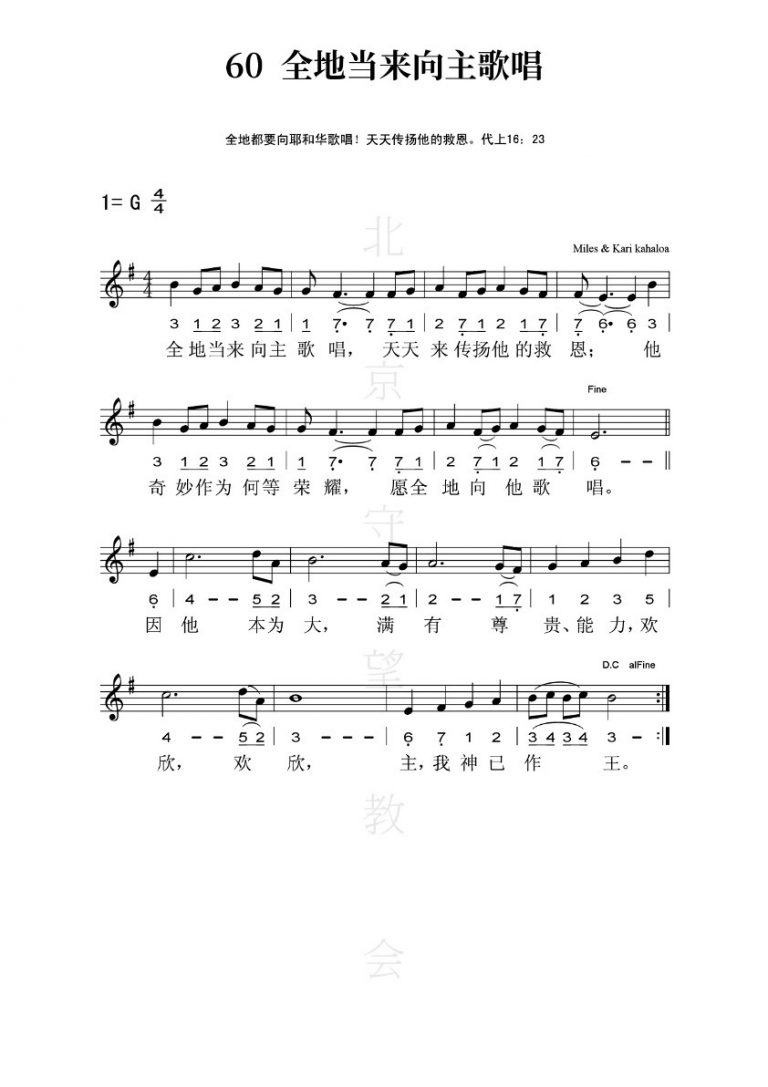 60 全地当来向主歌唱
全地都要向耶和华歌唱！天天传扬他的救恩。代上16：23
1= G 4/4
Miles & Kari kahaloa
3 1 2 3 2 1 | 1 7• 7 7 1 | 2 7 1 2 1 7 | 7 6• 6 3 |
全 地当来向主 歌 唱， 天天 来传扬他的救 恩； 他
Fine
3 1 2 3 2 1 | 1 7• 7 7 1 | 2 7 1 2 1 7 | 6 – – ||
奇 妙作为何等 荣 耀， 愿全 地 向 他歌 唱。
6 | 4 – – 5 2 | 3 – – 2 1 | 2 – – 1 7 | 1 2 3 5 |
因 他 本为 大， 满 有 尊 贵、能力，欢
D.C alFine
4 – – 5 2 | 3 – – – | 6 7 1 2 | 3 4 3 4 3 – :||
欣， 欢 欣， 主，我神已 作 王。
北京守望教会